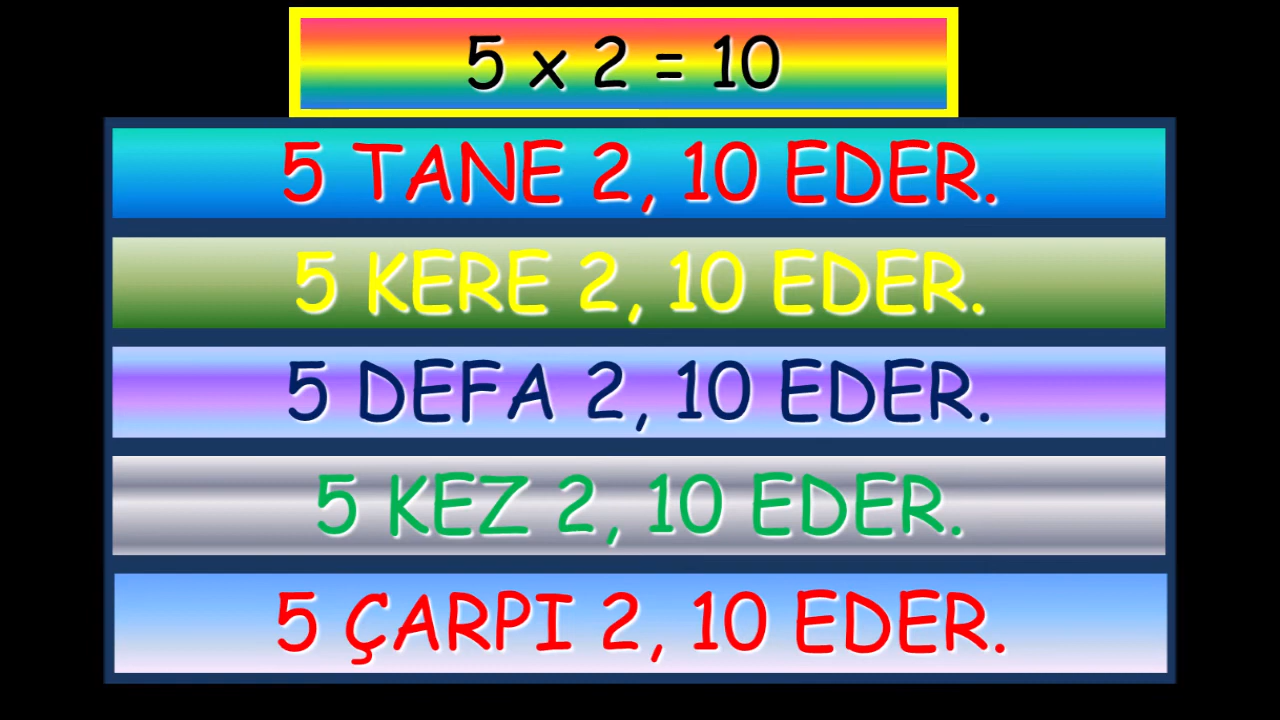 5 x 2 = 10
5 TANE 2, 10 EDER.
5 KERE 2, 10 EDER.
5 DEFA 2, 10 EDER.
5 KEZ 2, 10 EDER.
5 ÇARPI 2, 10 EDER.